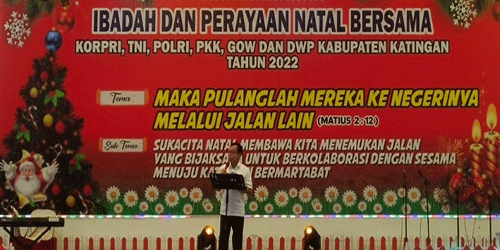 IBADAH DAN PERAYAAN NATAL BERSAMA
KORPRI, TNI, POLRI, PKK, GOW DAN DWP KABUPATEN KATINGAN
TAHUN 2022
Tema : MAKA PULANGLAH MEREKA KE NEGERINYA
MELALUI JALAN LAIN (MATIUS 2:12)
Sub Tema : SUKACITA NATAL MEMBAWA KITA MENEMUKAN JALAN
YANG BIJAKS UNTUK BERKOLABORASI DENGAN SESAMA
MENUJU KA BERMARTABAT